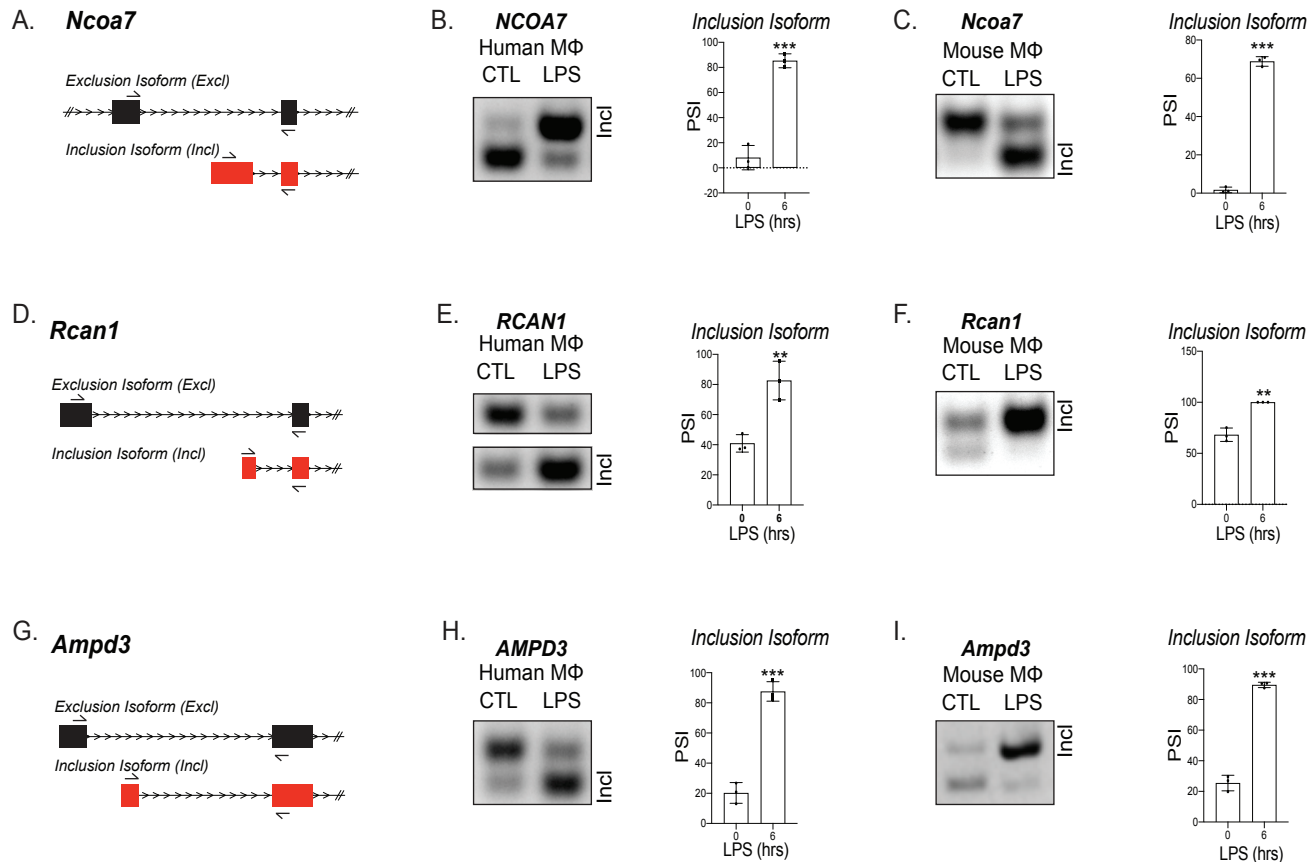 A. Ncoa7
Exclusion Isoform (Excl)
Inclusion Isoform (Incl)
B. NCOA7
Human MΦ
CTL LPS
Incl
Inclusion Isoform
***
PSI
100
80
60
40
20
0
-20
0 6
LPS (hrs)
C. Ncoa7
Mouse MΦ
CTL LPS
Incl
Inclusion Isoform
***
PSI
80
60
40
20
0
0 6
LPS (hrs)
D. Rcan1
Exclusion Isoform (Excl)
Inclusion Isoform (Incl)
E. RCAN1
Human MΦ
CTL LPS
Incl
Inclusion Isoform
**
PSI
100
80
60
40
20
0
0 6
LPS (hrs)
F. Rcan1
Mouse MΦ
CTL LPS
Incl
Inclusion Isoform
**
PSI
150
100
50
0
0 6
LPS (hrs)
G. Ampd3
Exclusion Isoform (Excl)
Inclusion Isoform (Incl)
H. AMPD3
Human MΦ
CTL LPS
Incl
Inclusion Isoform
***
PSI
100
80
60
40
20
0
0 6
LPS (hrs)
I. Ampd3
Mouse MΦ
CTL LPS
Incl
Inclusion Isoform
***
PSI
100
80
60
40
20
0
0 6
LPS (hrs)